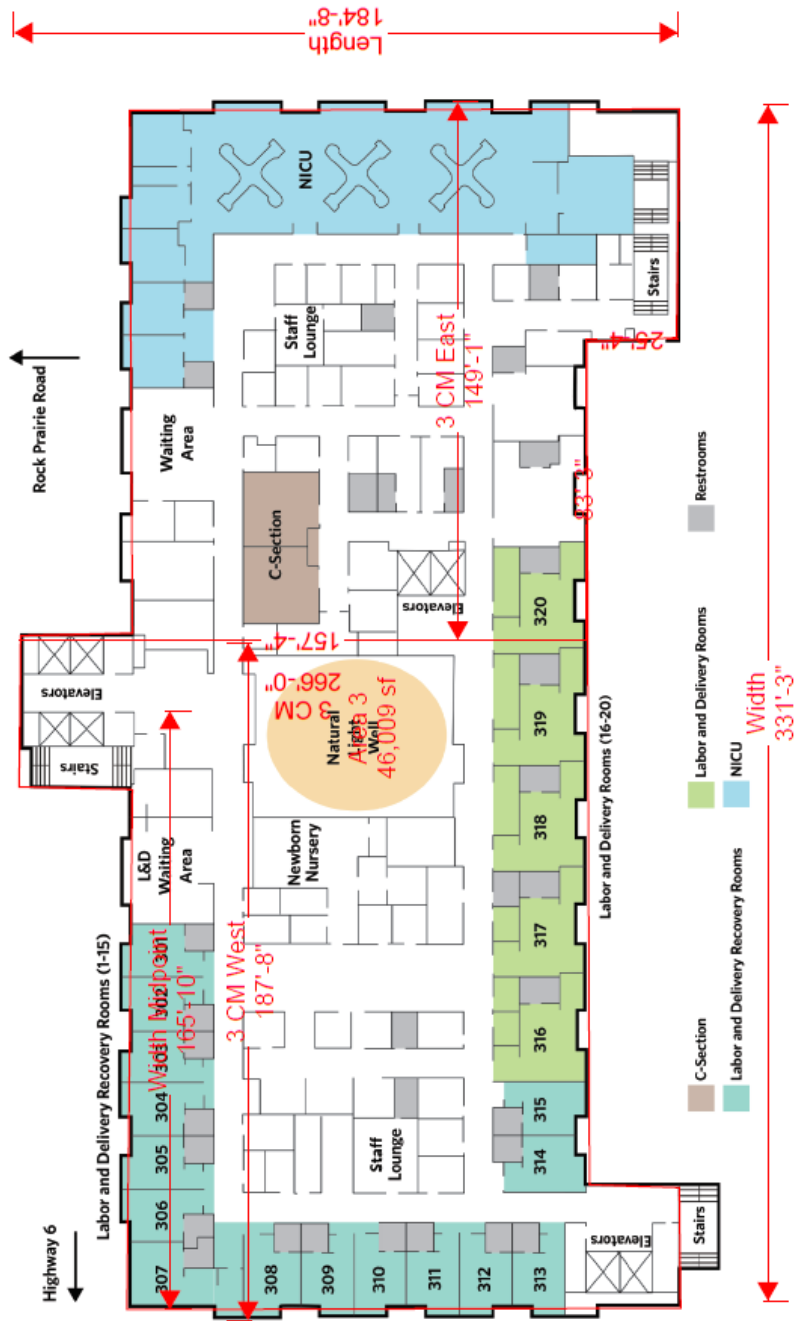 Length
184'-8"
Rock Prairie Road
NICU
Staff
Lounge
Waiting
Area
C-Section
Elevators
Stairs
3 CM East
149'-1"
25'-4"
Elevators
Stairs
157'-4"
3 CM
266'-0"
Natural
Light
Well
Area 3
46,009 sf
L&D
Waiting
Area
Newborn
Nursery
Width Midpoint
165'-10"
3 CM West
187'-8"
Labor and Delivery Recovery Rooms (1-15)
301
302
303
304
305
306
307
308
309
310
311
312
313
314
315
316
317
318
319
320
Staff
Lounge
Elevators
Stairs
Highway 6
Labor and Delivery Rooms (16-20)
C-Section
Labor and Delivery Recovery Rooms
Labor and Delivery Rooms
NICU
Restrooms
Width
331'-3"